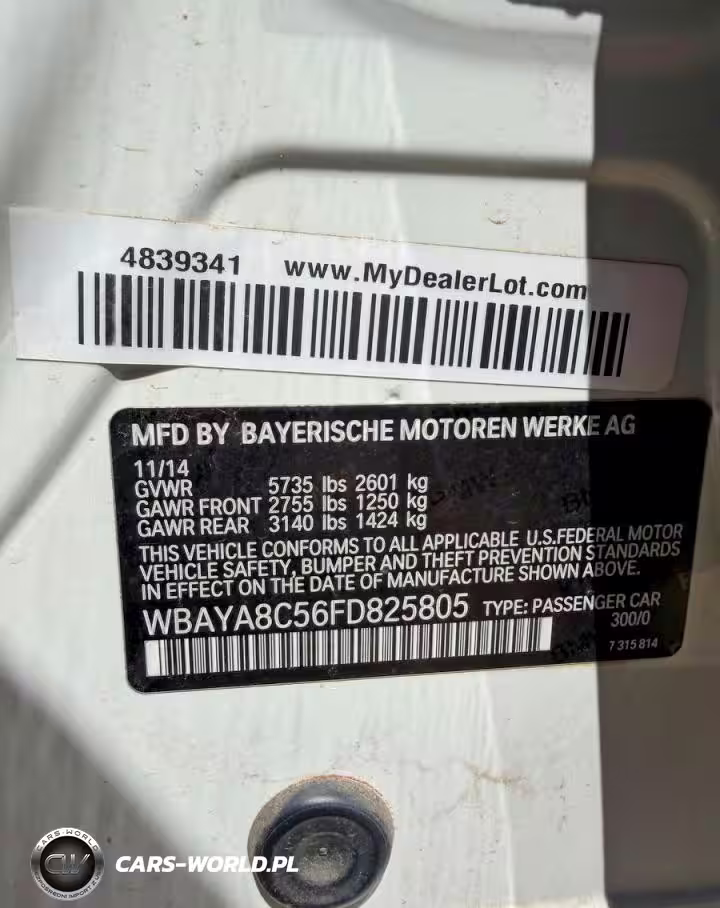 4839341 www.MyDealerLot.com
MFD BY BAYERISCHE MOTOREN WERKE AG
11/14
GVWR 5735 lbs 2601 kg
GAWR FRONT 2755 lbs 1250 kg
GAWR REAR 3140 lbs 1424 kg
THIS VEHICLE CONFORMS TO ALL APPLICABLE U.S.FEDERAL MOTOR
VEHICLE SAFETY, BUMPER AND THEFT PREVENTION STANDARDS
IN EFFECT ON THE DATE OF MANUFACTURE SHOWN ABOVE.
WBAYA8C56FD825805 TYPE: PASSENGER CAR
300/0
7 315 814
CARS-WORLD
CW
CARS-WORLD.PL